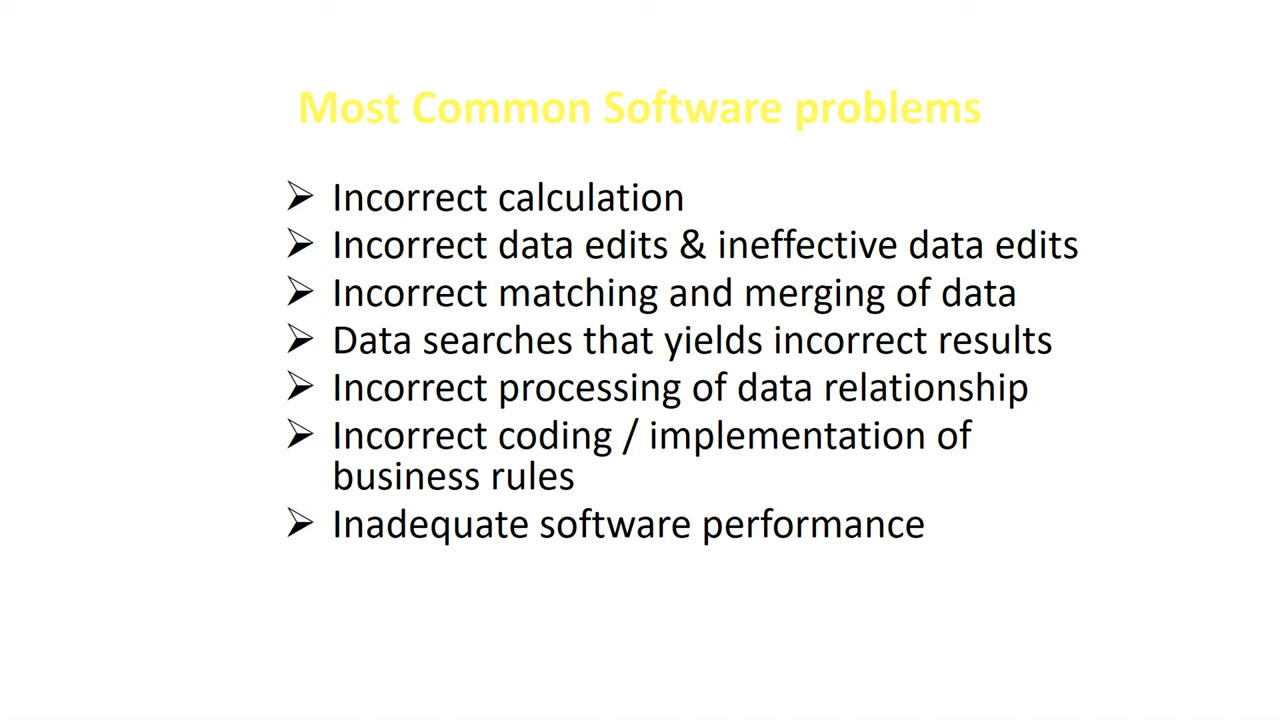 Most Common Software problems
➢ Incorrect calculation
➢ Incorrect data edits & ineffective data edits
➢ Incorrect matching and merging of data
➢ Data searches that yields incorrect results
➢ Incorrect processing of data relationship
➢ Incorrect coding / implementation of
business rules
➢ Inadequate software performance